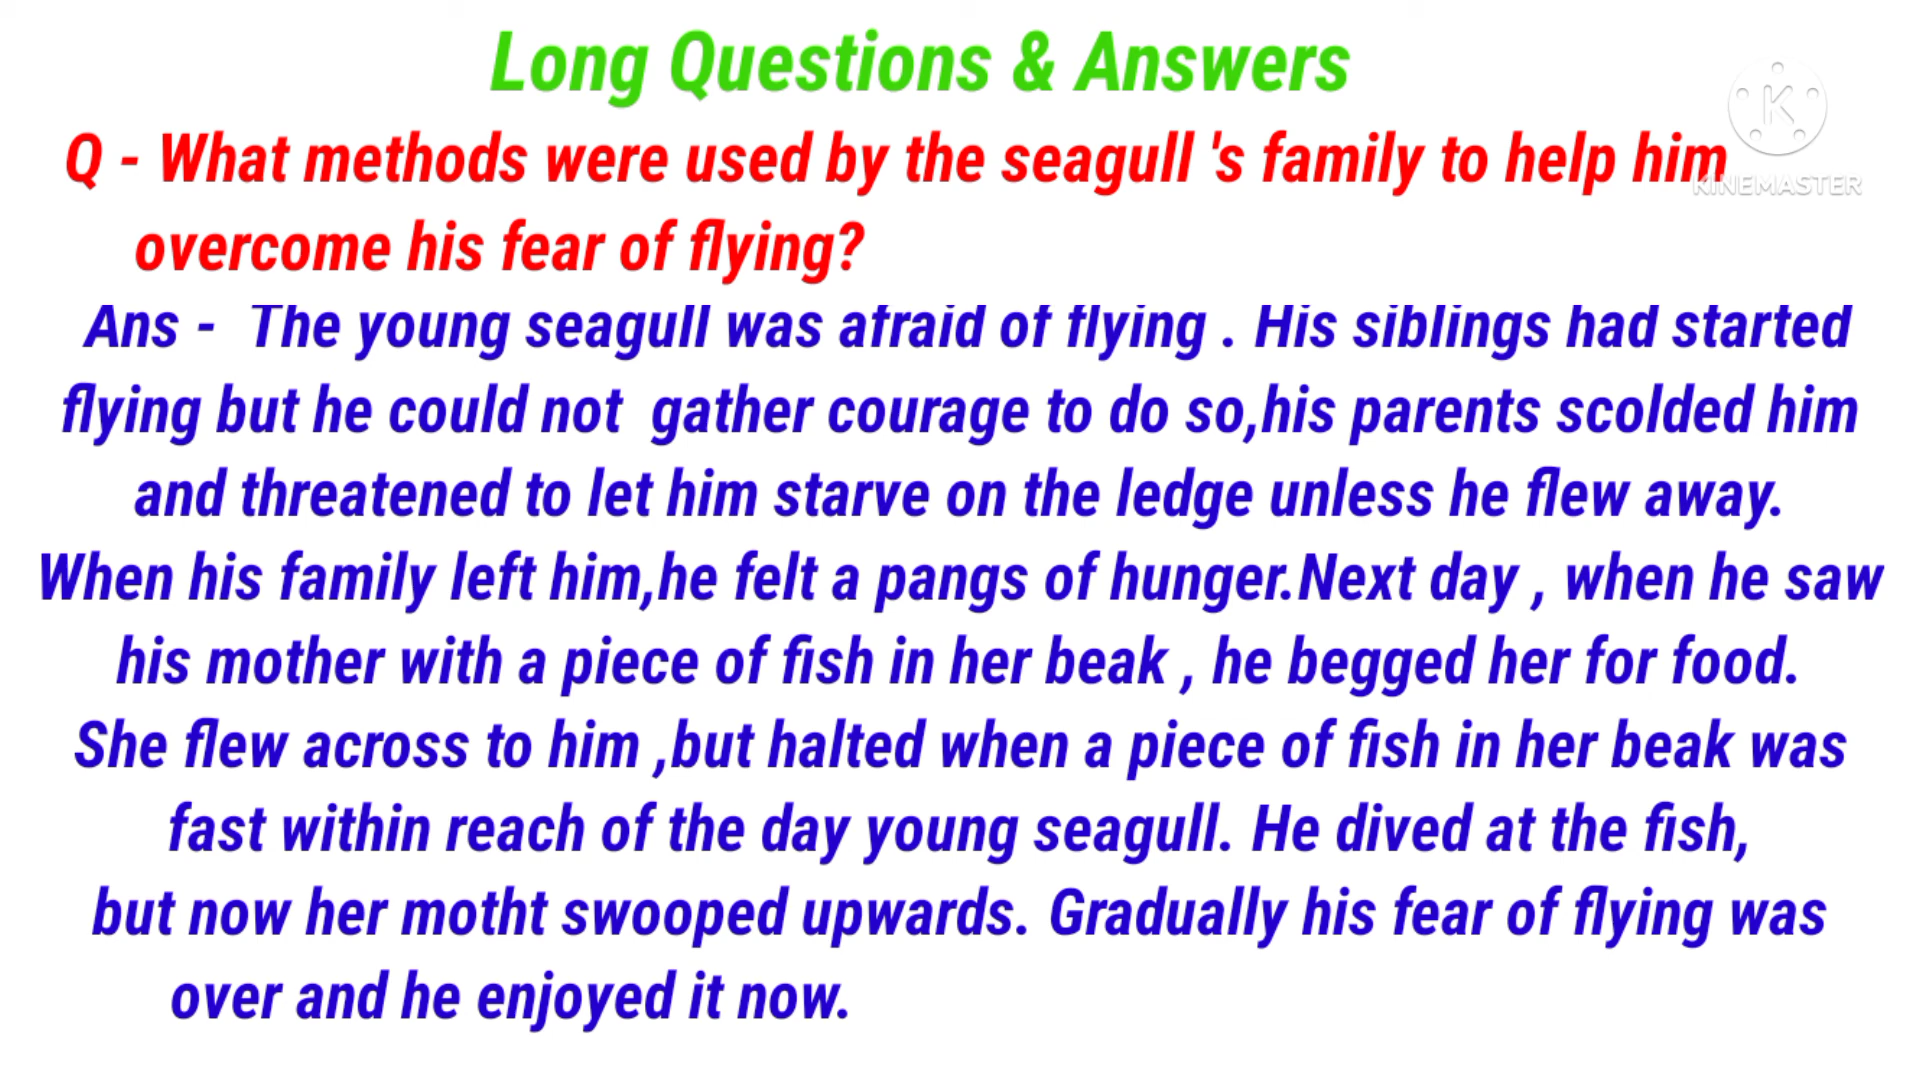 Long Questions & Answers
Q - What methods were used by the seagull 's family to help him
KINEMASTER
overcome his fear of flying?
Ans - The young seagull was afraid of flying . His siblings had started
flying but he could not gather courage to do so,his parents scolded him
and threatened to let him starve on the ledge unless he flew away.
When his family left him,he felt a pangs of hunger.Next day , when he saw
his mother with a piece of fish in her beak , he begged her for food.
She flew across to him ,but halted when a piece of fish in her beak was
fast within reach of the day young seagull. He dived at the fish,
but now her motht swooped upwards. Gradually his fear of flying was
over and he enjoyed it now.